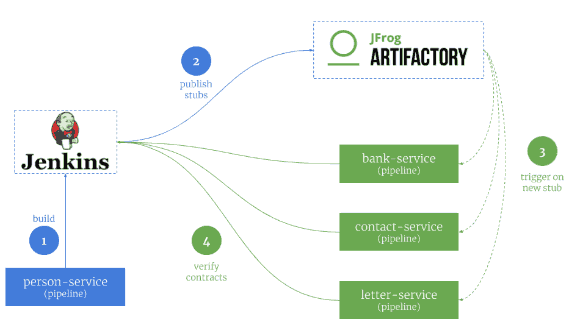 JFrog
ARTIFACTORY
2
publish
stubs
Jenkins
bank-service
(pipeline)
3
trigger on
new stub
build
1
contact-service
(pipeline)
4
verify
contracts
person-service
(pipeline)
letter-service
(pipeline)